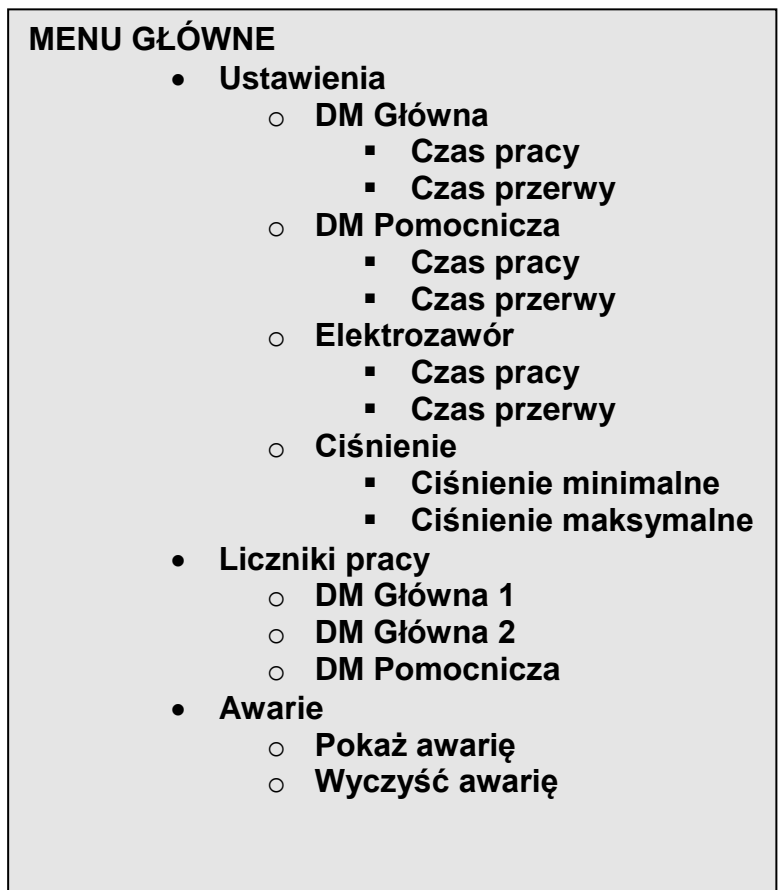 MENU GŁÓWNE
• Ustawienia
o DM Główna
▪ Czas pracy
▪ Czas przerwy
o DM Pomocnicza
▪ Czas pracy
▪ Czas przerwy
o Elektrozawór
▪ Czas pracy
▪ Czas przerwy
o Ciśnienie
▪ Ciśnienie minimalne
▪ Ciśnienie maksymalne
• Liczniki pracy
o DM Główna 1
o DM Główna 2
o DM Pomocnicza
• Awarie
o Pokaż awarię
o Wyczyść awarię